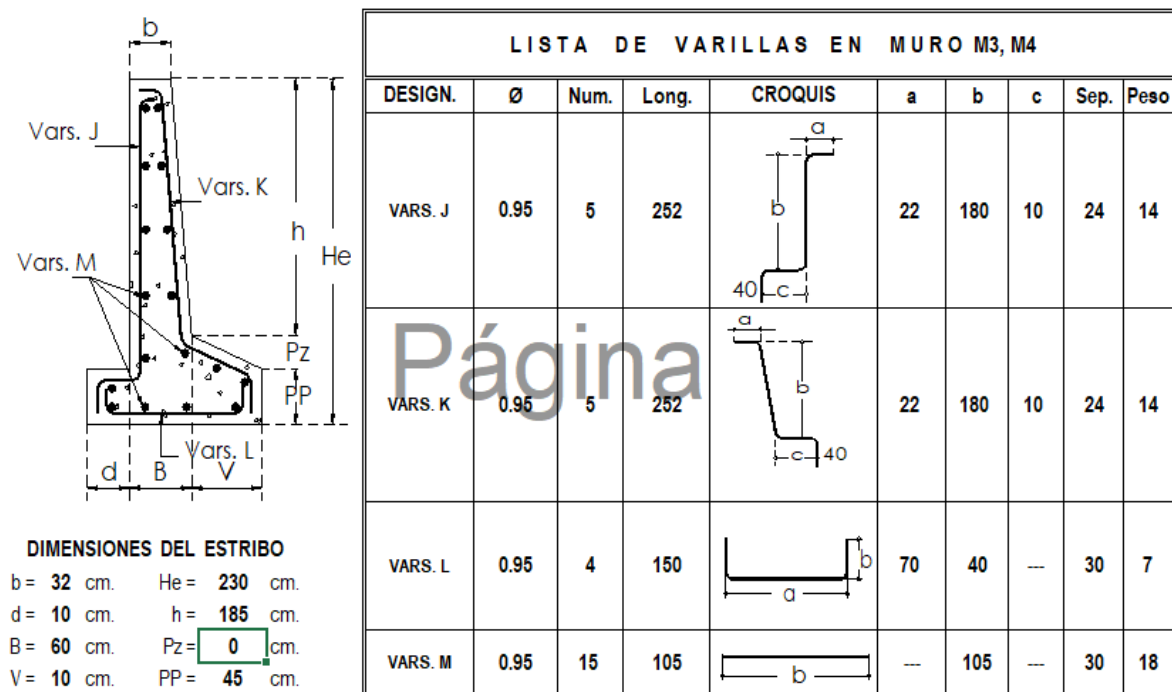 b
Vars. J
Vars. K
h
He
Vars. M
Pz
PP
Vars. L
d B V
DIMENSIONES DEL ESTRIBO
b = 32 cm. He = 230 cm.
d = 10 cm. h = 185 cm.
B = 60 cm. Pz = 0 cm.
V = 10 cm. PP = 45 cm.
LISTA DE VARILLAS EN MURO M3, M4
DESIGN. Ø Num. Long. CROQUIS a b c Sep. Peso
a
b
VARS. J 0.95 5 252 22 180 10 24 14
40 c
Página
a
b
VARS. K 0.95 5 252 22 180 10 24 14
c 40
VARS. L 0.95 4 150 b 70 40 --- 30 7
a
VARS. M 0.95 15 105 --- 105 --- 30 18
b